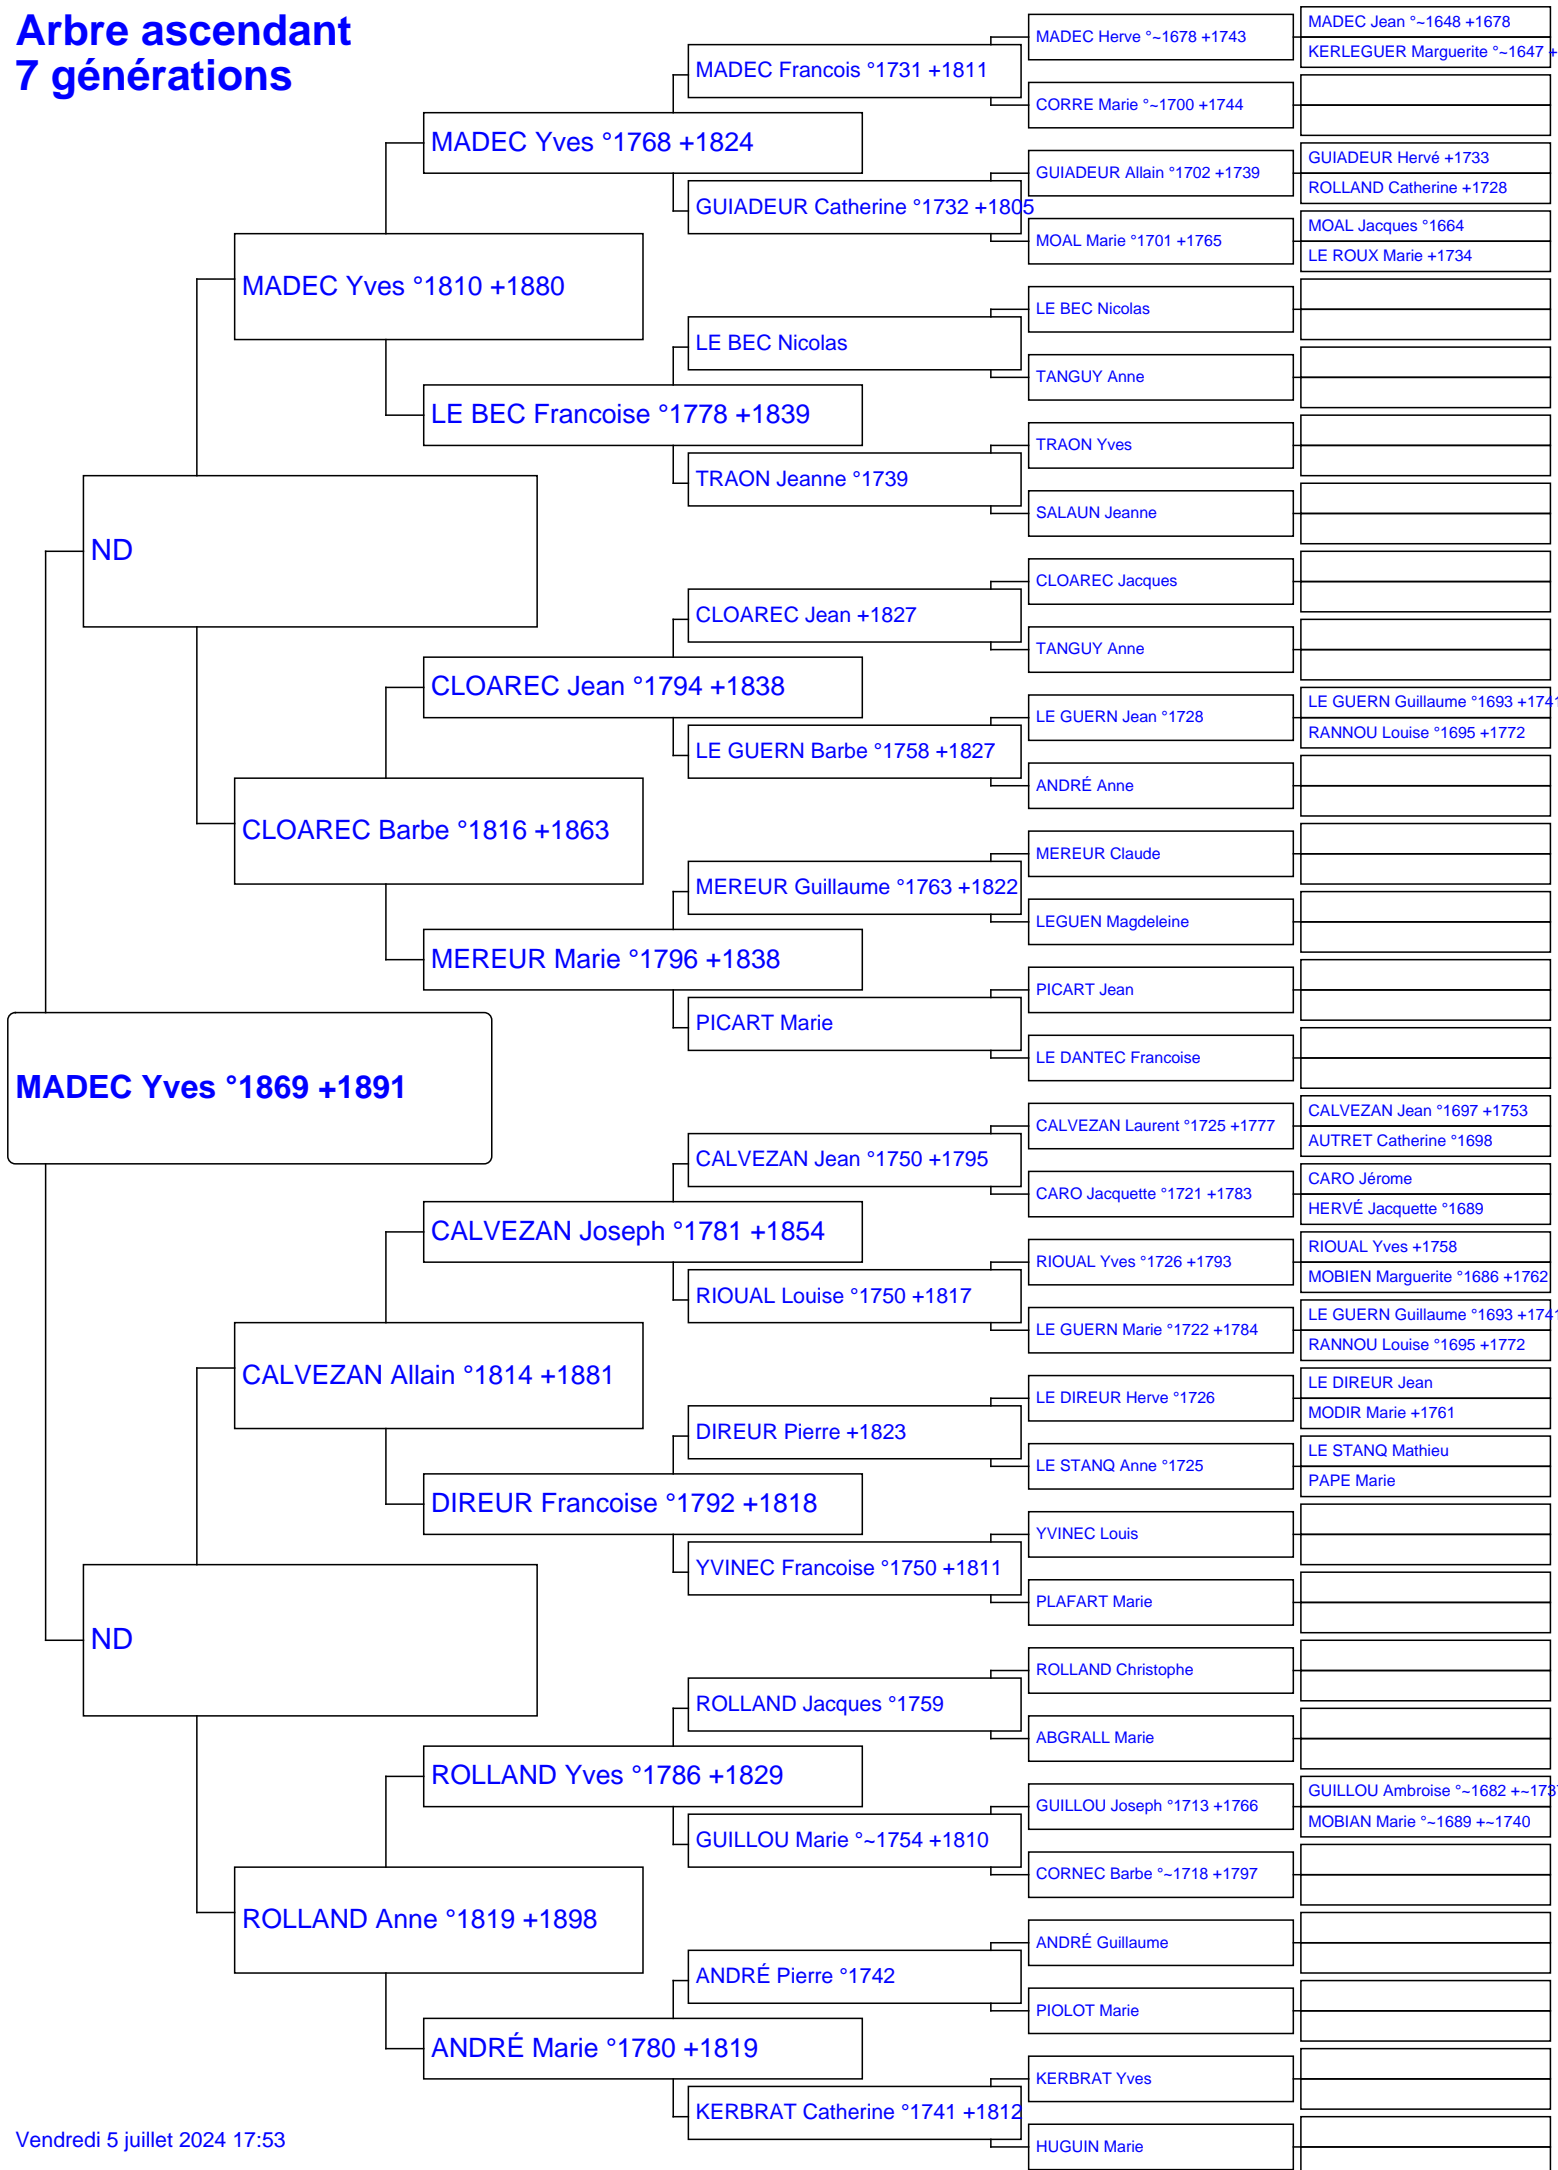 Arbre ascendant
7 générations
MADEC Yves °1869 +1891
ND
ND
MADEC Yves °1810 +1880
CLOAREC Barbe °1816 +1863
CALVEZAN Allain °1814 +1881
ROLLAND Anne °1819 +1898
MADEC Yves °1768 +1824
LE BEC Francoise °1778 +1839
CLOAREC Jean °1794 +1838
MEREUR Marie °1796 +1838
CALVEZAN Joseph °1781 +1854
DIREUR Francoise °1792 +1818
ROLLAND Yves °1786 +1829
ANDRÉ Marie °1780 +1819
MADEC Francois °1731 +1811
GUIADEUR Catherine °1732 +1805
LE BEC Nicolas
TRAON Jeanne °1739
CLOAREC Jean +1827
LE GUERN Barbe °1758 +1827
MEREUR Guillaume °1763 +1822
PICART Marie
CALVEZAN Jean °1750 +1795
RIOUAL Louise °1750 +1817
DIREUR Pierre +1823
YVINEC Francoise °1750 +1811
ROLLAND Jacques °1759
GUILLOU Marie °~1754 +1810
ANDRÉ Pierre °1742
KERBRAT Catherine °1741 +1812
MADEC Herve °~1678 +1743
CORRE Marie °~1700 +1744
GUIADEUR Allain °1702 +1739
MOAL Marie °1701 +1765
LE BEC Nicolas
TANGUY Anne
TRAON Yves
SALAUN Jeanne
CLOAREC Jacques
TANGUY Anne
LE GUERN Jean °1728
ANDRÉ Anne
MEREUR Claude
LEGUEN Magdeleine
PICART Jean
LE DANTEC Francoise
CALVEZAN Laurent °1725 +1777
CARO Jacquette °1721 +1783
RIOUAL Yves °1726 +1793
LE GUERN Marie °1722 +1784
LE DIREUR Herve °1726
LE STANQ Anne °1725
YVINEC Louis
PLAFART Marie
ROLLAND Christophe
ABGRALL Marie
GUILLOU Joseph °1713 +1766
CORNEC Barbe °~1718 +1797
ANDRÉ Guillaume
PIOLOT Marie
KERBRAT Yves
HUGUIN Marie
MADEC Jean °~1648 +1678
KERLEGUER Marguerite °~1647 +
GUIADEUR Hervé +1733
ROLLAND Catherine +1728
MOAL Jacques °1664
LE ROUX Marie +1734
LE GUERN Guillaume °1693 +1741
RANNOU Louise °1695 +1772
CALVEZAN Jean °1697 +1753
AUTRET Catherine °1698
CARO Jérome
HERVÉ Jacquette °1689
RIOUAL Yves +1758
MOBIEN Marguerite °1686 +1762
LE GUERN Guillaume °1693 +1741
RANNOU Louise °1695 +1772
LE DIREUR Jean
MODIR Marie +1761
LE STANQ Mathieu
PAPE Marie
GUILLOU Ambroise °~1682 +~173
MOBIAN Marie °~1689 +~1740
Vendredi 5 juillet 2024 17:53